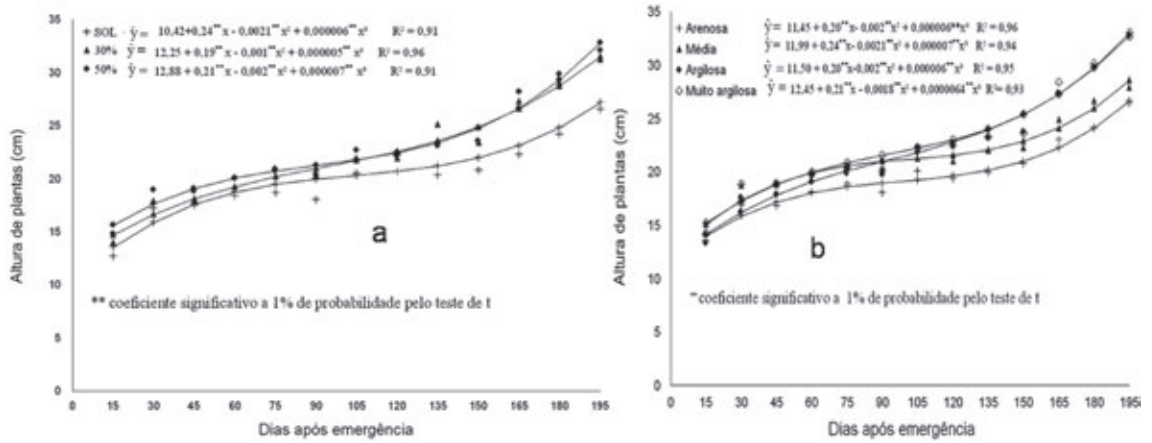 Altura de plantas (cm)
35
30
25
20
15
10
5
0
SOL · ŷ = 10,42+0,24**x - 0,0021** x² + 0,000006** x³ R² = 0,91
30% ŷ = 12,25+0,19**x - 0,001** x² + 0,000005** x³ R² = 0,96
50% ŷ = 12,88+0,21**x - 0,002** x² + 0,000007** x³ R² = 0,91
a
** coeficiente significativo a 1% de probabilidade pelo teste de t
0 15 30 45 60 75 90 105 120 135 150 165 180 195
Dias após emergência
Altura de plantas (cm)
35
30
25
20
15
10
5
0
Arenosa ŷ = 11,45+0,20**x - 0,002**x² + 0,000006**x³ R² = 0,96
Média ŷ = 11,99+0,24**x - 0,0021**x² + 0,000007**x³ R² = 0,94
Argilosa ŷ = 11,50+0,20**x- 0,002**x² + 0,000006**x³ R² = 0,95
Muito argilosa ŷ = 12,45+0,21**x - 0,0018**x² + 0,0000064**x³ R²= 0,93
b
**coeficiente significativo a 1% de probabilidade pelo teste de t
0 15 30 45 60 75 90 105 120 135 150 165 180 195
Dias após emergência